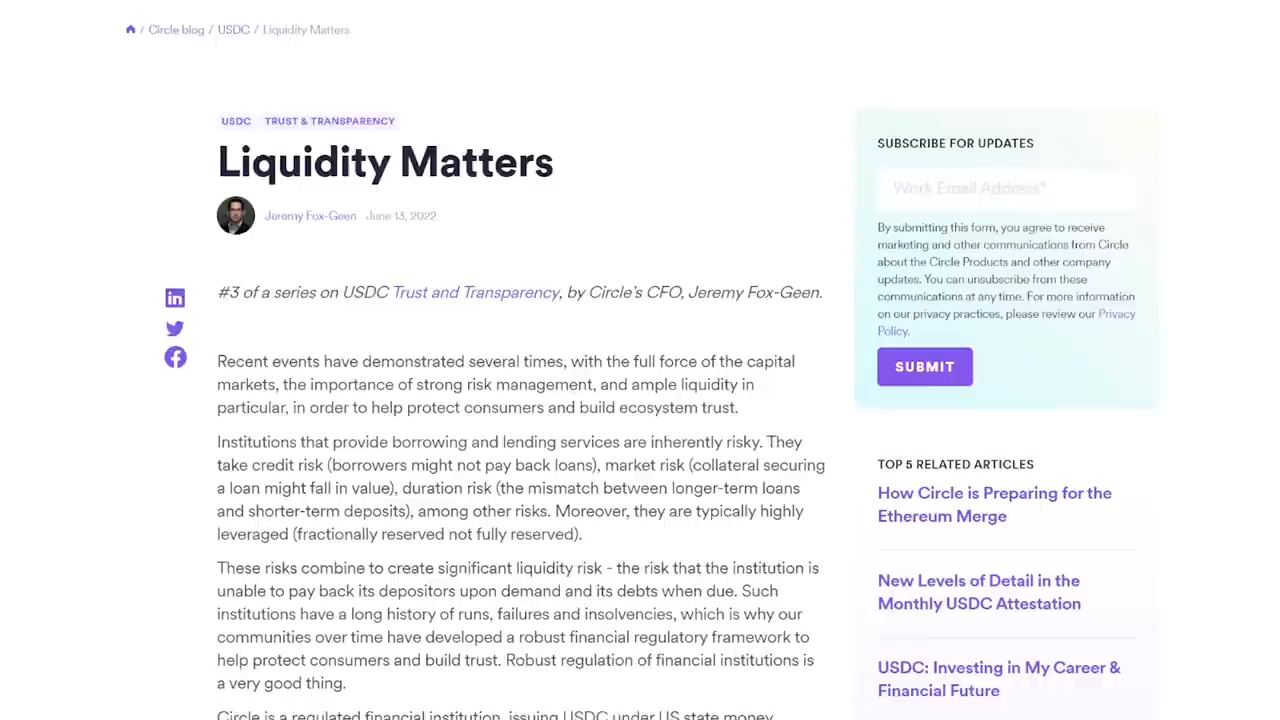 / Circle blog / USDC / Liquidity Matters
USDC TRUST & TRANSPARENCY
Liquidity Matters
Jeremy Fox-Geen June 13, 2022
#3 of a series on USDC Trust and Transparency, by Circle's CFO, Jeremy Fox-Geen.
Recent events have demonstrated several times, with the full force of the capital
markets, the importance of strong risk management, and ample liquidity in
particular, in order to help protect consumers and build ecosystem trust.
Institutions that provide borrowing and lending services are inherently risky. They
take credit risk (borrowers might not pay back loans), market risk (collateral securing
a loan might fall in value), duration risk (the mismatch between longer-term loans
and shorter-term deposits), among other risks. Moreover, they are typically highly
leveraged (fractionally reserved not fully reserved).
These risks combine to create significant liquidity risk - the risk that the institution is
unable to pay back its depositors upon demand and its debts when due. Such
institutions have a long history of runs, failures and insolvencies, which is why our
communities over time have developed a robust financial regulatory framework to
help protect consumers and build trust. Robust regulation of financial institutions is
a very good thing.
Circle is a regulated financial institution, issuing USDC under US state money
SUBSCRIBE FOR UPDATES
Work Email Address*
By submitting this form, you agree to receive
marketing and other communications from Circle
about the Circle Products and other company
updates. You can unsubscribe from these
communications at any time. For more information
on our privacy practices, please review our Privacy
Policy.
SUBMIT
TOP 5 RELATED ARTICLES
How Circle is Preparing for the
Ethereum Merge
New Levels of Detail in the
Monthly USDC Attestation
USDC: Investing in My Career &
Financial Future